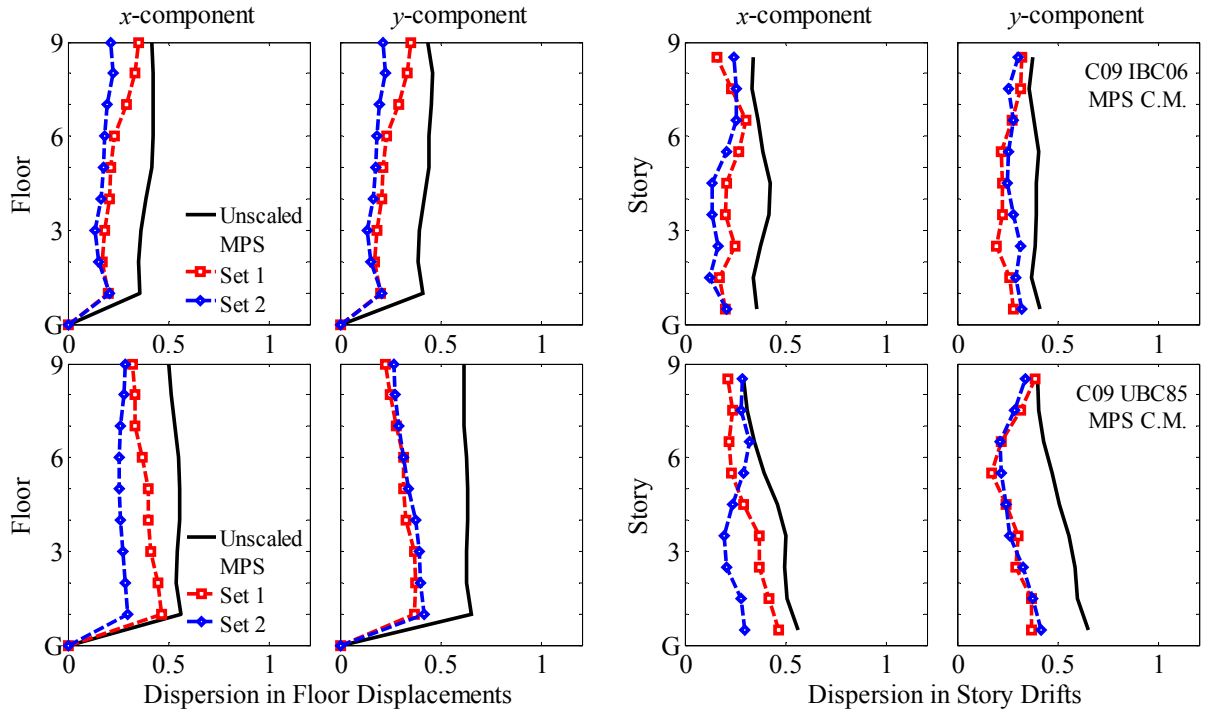 x-component
y-component
x-component
y-component
9
6
3
G
Floor
0
0.5
1
0
0.5
1
Unscaled
MPS
Set 1
Set 2
9
6
3
G
Story
0
0.5
1
0
0.5
1
C09 IBC06
MPS C.M.
9
6
3
G
Floor
0
0.5
1
0
0.5
1
Unscaled
MPS
Set 1
Set 2
Dispersion in Floor Displacements
9
6
3
G
Story
0
0.5
1
0
0.5
1
C09 UBC85
MPS C.M.
Dispersion in Story Drifts